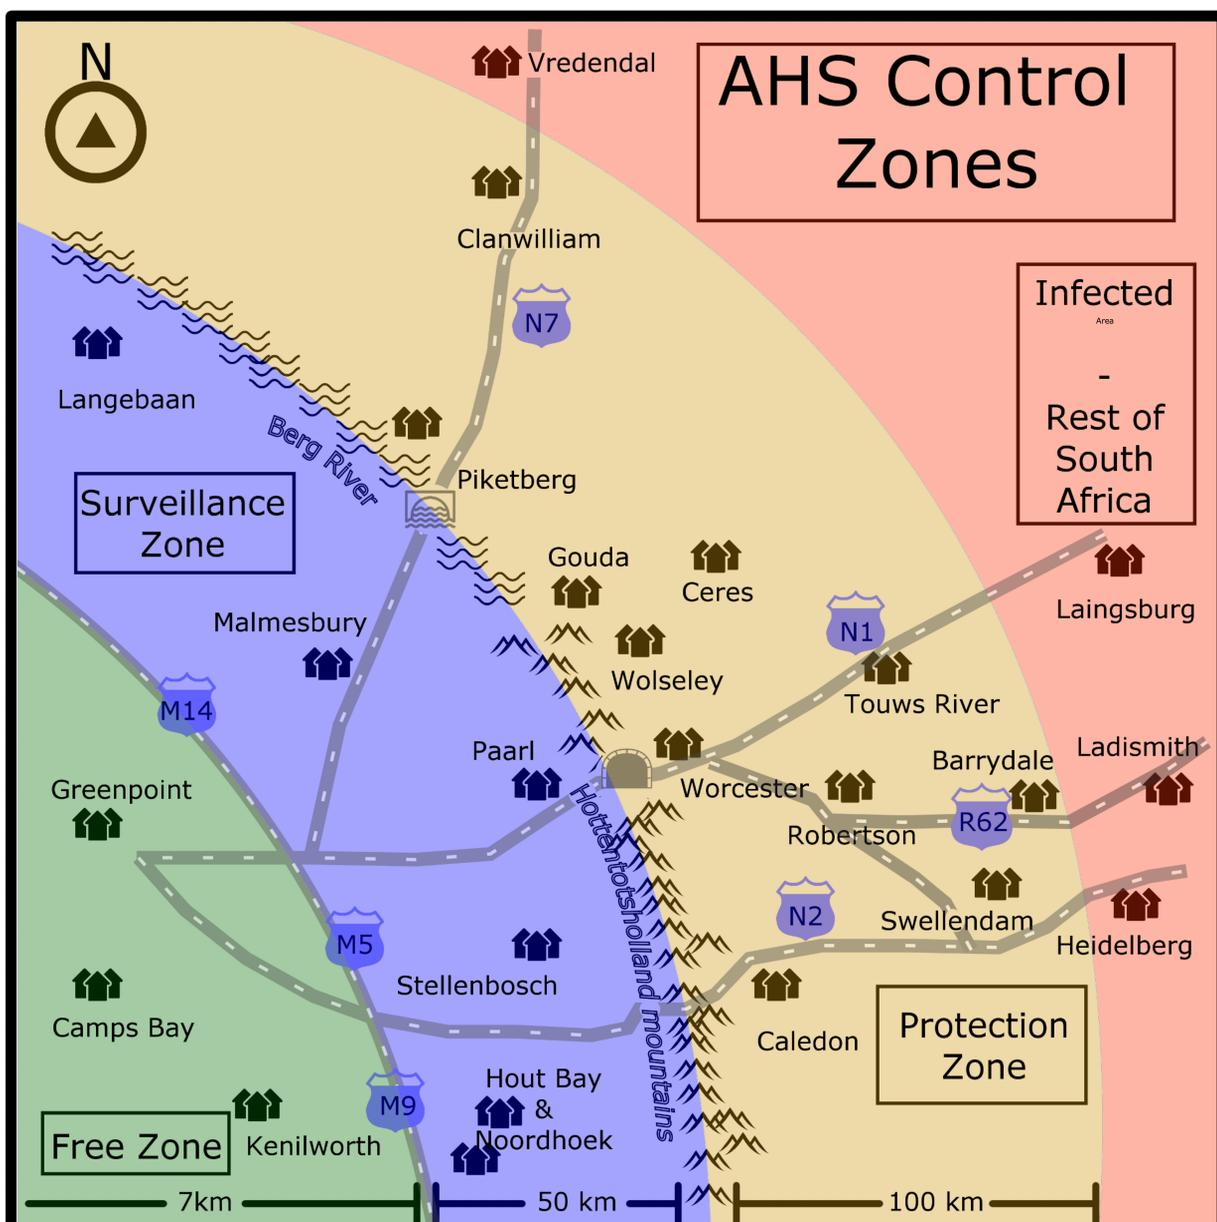 N
Vredendal
AHS Control
Zones
Clanwilliam
N7
Infected
Area
-
Rest of
South
Africa
Langebaan
Berg River
Piketberg
Surveillance
Zone
Gouda
Ceres
Laingsburg
N1
Malmesbury
Wolseley
Touws River
M14
Paarl
Ladismith
Barrydale
Worcester
Greenpoint
R62
Robertson
Hottentotsholland mountains
N2
Swellendam
M5
Heidelberg
Stellenbosch
Camps Bay
Caledon
Protection
Zone
Hout Bay
&
Noordhoek
M9
Free Zone
Kenilworth
7km
50 km
100 km